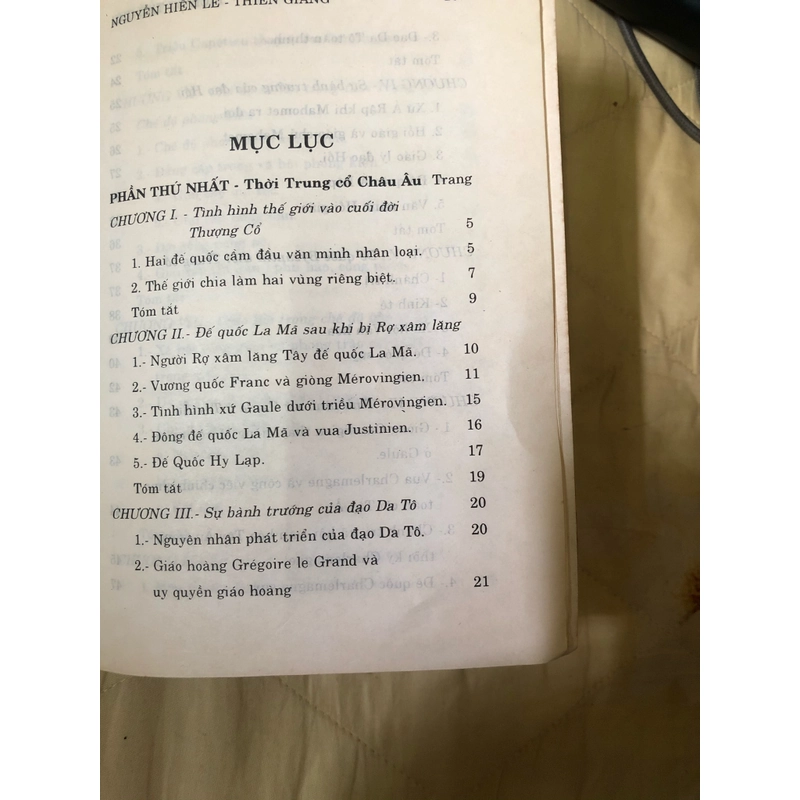 NGUYỄN HIẾN LÊ - THIÊN GIANG
MỤC LỤC
PHẦN THỨ NHẤT - Thời Trung cổ Châu Âu Trang
CHƯƠNG I. - Tình hình thế giới vào cuối đời
Thượng Cổ 5
1. Hai đế quốc cầm đầu văn minh nhân loại. 5
2. Thế giới chia làm hai vùng riêng biệt. 7
Tóm tắt 9
CHƯƠNG II.- Đế quốc La Mã sau khi bị Rợ xâm lăng
1.- Người Rợ xâm lăng Tây đế quốc La Mã. 10
2.- Vương quốc Franc và giòng Mérovingien. 11
3.- Tình hình xứ Gaule dưới triều Mérovingien. 15
4.- Đông đế quốc La Mã và vua Justinien. 16
5.- Đế Quốc Hy Lạp. 17
Tóm tắt 19
CHƯƠNG III.- Sự bành trướng của đạo Da Tô 20
1.- Nguyên nhân phát triển của đạo Da Tô. 20
2.- Giáo hoàng Grégoire le Grand và
uy quyền giáo hoàng 21